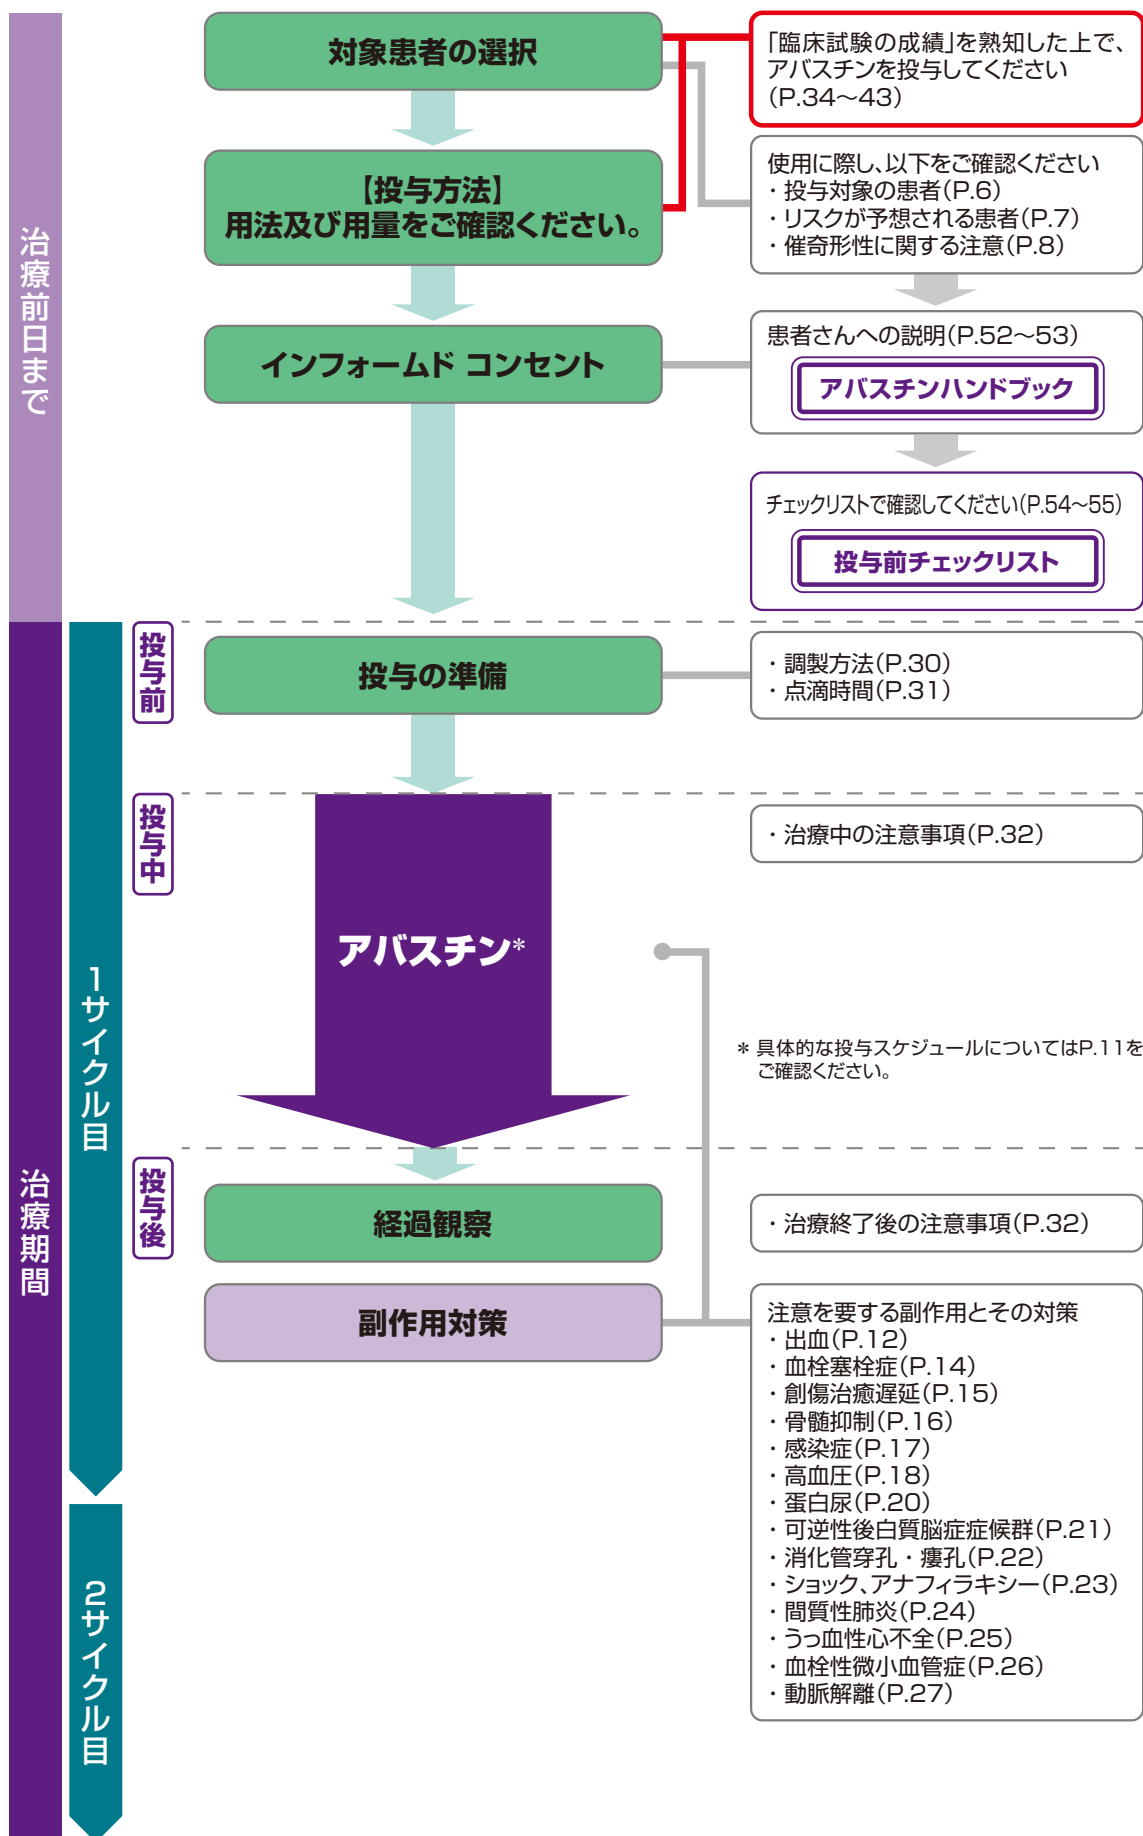 治療前日まで
対象患者の選択
「臨床試験の成績」を熟知した上で、
アバスチンを投与してください
(P.34～43)
【投与方法】
用法及び用量をご確認ください。
使用に際し、以下をご確認ください
・投与対象の患者(P.6)
・リスクが予想される患者(P.7)
・催奇形性に関する注意(P.8)
インフォームド コンセント
患者さんへの説明(P.52～53)
アバスチンハンドブック
チェックリストで確認してください(P.54～55)
投与前チェックリスト
治療期間
1サイクル目
投与前
投与の準備
・調製方法(P.30)
・点滴時間(P.31)
投与中
・治療中の注意事項(P.32)
アバスチン*
* 具体的な投与スケジュールについてはP.11を
ご確認ください。
投与後
経過観察
・治療終了後の注意事項(P.32)
副作用対策
注意を要する副作用とその対策
・出血(P.12)
・血栓塞栓症(P.14)
・創傷治癒遅延(P.15)
・骨髄抑制(P.16)
・感染症(P.17)
・高血圧(P.18)
・蛋白尿(P.20)
・可逆性後白質脳症症候群(P.21)
・消化管穿孔・瘻孔(P.22)
・ショック、アナフィラキシー(P.23)
・間質性肺炎(P.24)
・うっ血性心不全(P.25)
・血栓性微小血管症(P.26)
・動脈解離(P.27)
2サイクル目